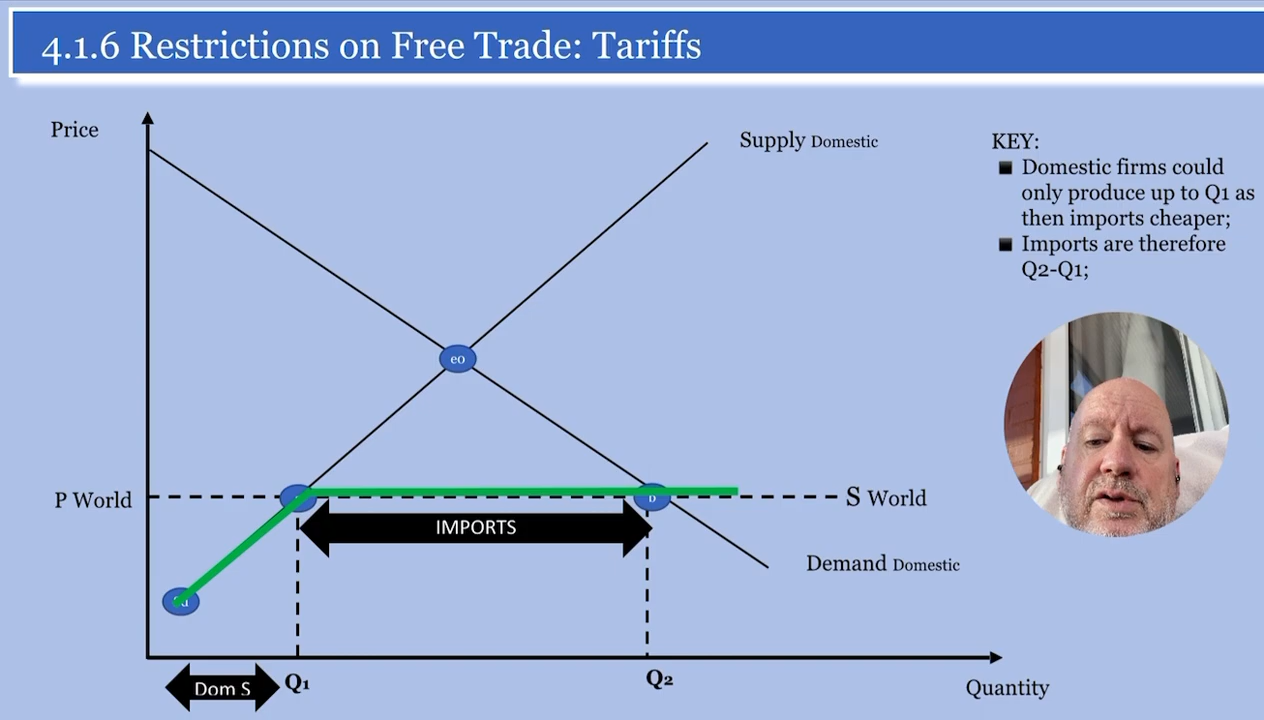 4.1.6 Restrictions on Free Trade: Tariffs
Price
Supply Domestic
KEY:
Domestic firms could
only produce up to Q1 as
then imports cheaper;
Imports are therefore
Q2-Q1;
e0
P World
b
S World
IMPORTS
Demand Domestic
Dom S
Q1
Q2
Quantity